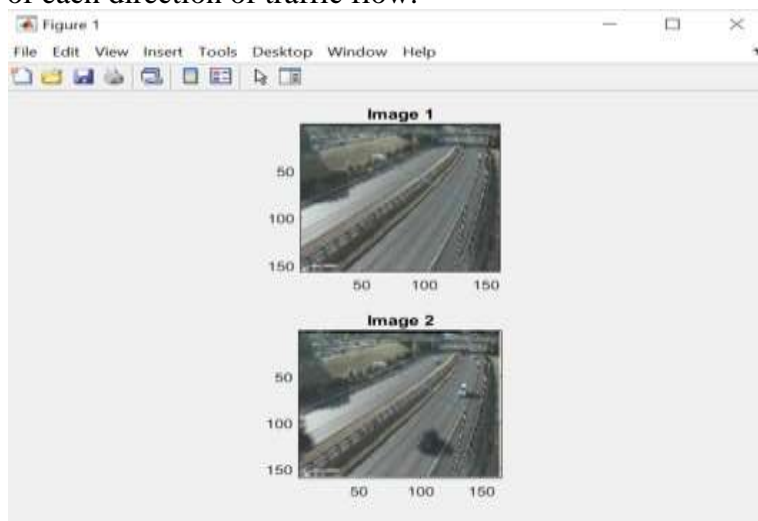 of each direction of traffic flow.
Figure 1
File Edit View Insert Tools Desktop Window Help
Image 1
50
100
150
50 100 150
Image 2
50
100
150
50 100 150